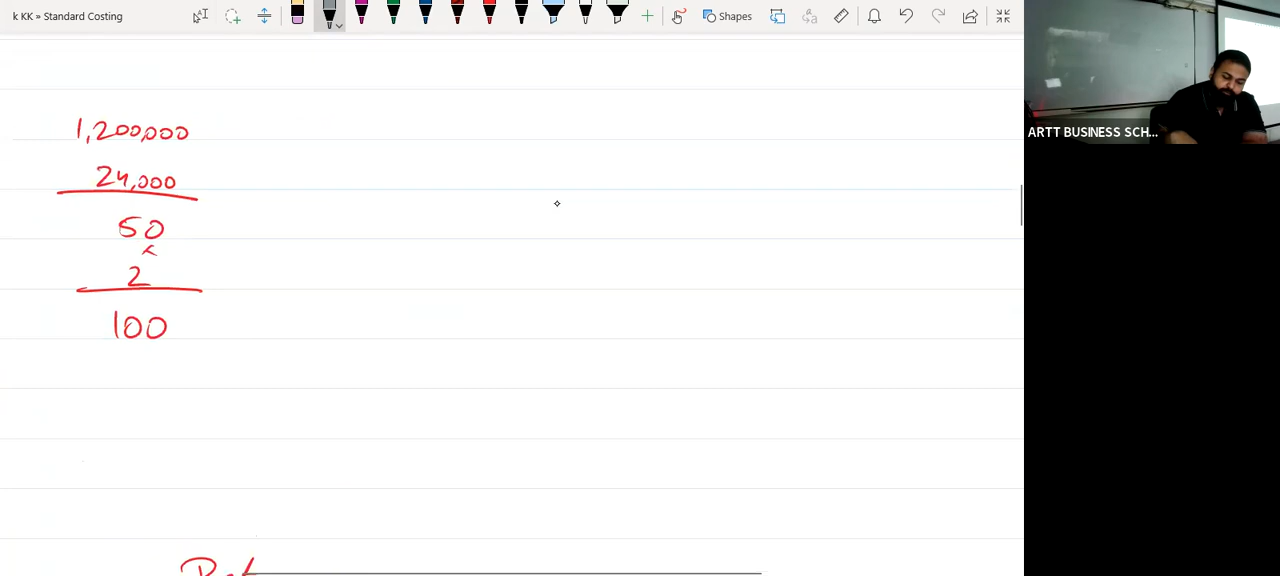 k KK » Standard Costing
Shapes
ARTT BUSINESS SCH...
1,200,000
24,000
50
×
2
100